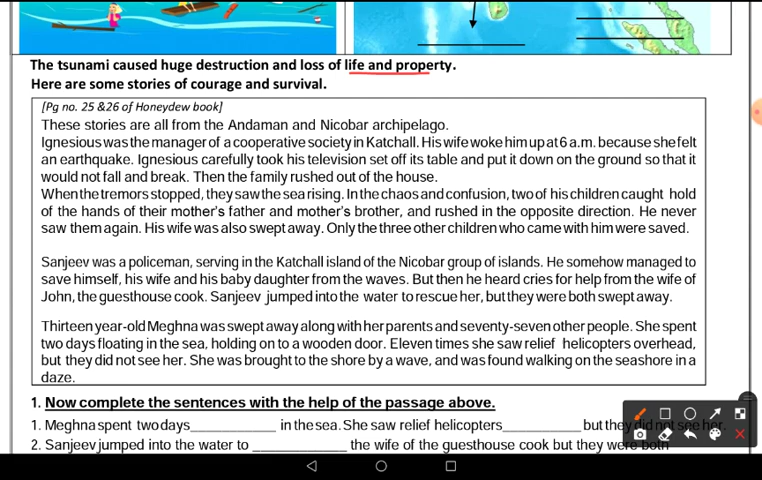 The tsunami caused huge destruction and loss of life and property.
Here are some stories of courage and survival.
[Pg no. 25 &26 of Honeydew book]
These stories are all from the Andaman and Nicobar archipelago.
Ignesious was the manager of a cooperative society in Katchall. His wife woke him up at 6 a.m. because she felt
an earthquake. Ignesious carefully took his television set off its table and put it down on the ground so that it
would not fall and break. Then the family rushed out of the house.
When the tremors stopped, they saw the sea rising. In the chaos and confusion, two of his children caught hold
of the hands of their mother's father and mother's brother, and rushed in the opposite direction. He never
saw them again. His wife was also swept away. Only the three other children who came with him were saved.
Sanjeev was a policeman, serving in the Katchall island of the Nicobar group of islands. He somehow managed to
save himself, his wife and his baby daughter from the waves. But then he heard cries for help from the wife of
John, the guesthouse cook. Sanjeev jumped into the water to rescue her, but they were both swept away.
Thirteen year-old Meghna was swept away along with her parents and seventy-seven other people. She spent
two days floating in the sea, holding on to a wooden door. Eleven times she saw relief helicopters overhead,
but they did not see her. She was brought to the shore by a wave, and was found walking on the seashore in a
daze.
1. Now complete the sentences with the help of the passage above.
1. Meghna spent two days____________ in the sea. She saw relief helicopters___________ but they did not see her.
2. Sanjeev jumped into the water to _____________ the wife of the guesthouse cook but they were both